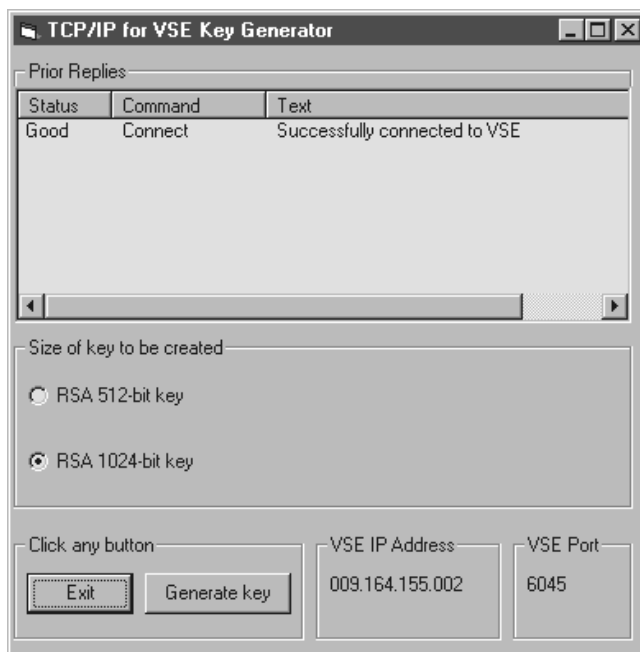 TCP/IP for VSE Key Generator
Prior Replies
Status Command Text
Good Connect Successfully connected to VSE
Size of key to be created
RSA 512-bit key
RSA 1024-bit key
Click any button
Exit Generate key
VSE IP Address
009.164.155.002
VSE Port
6045